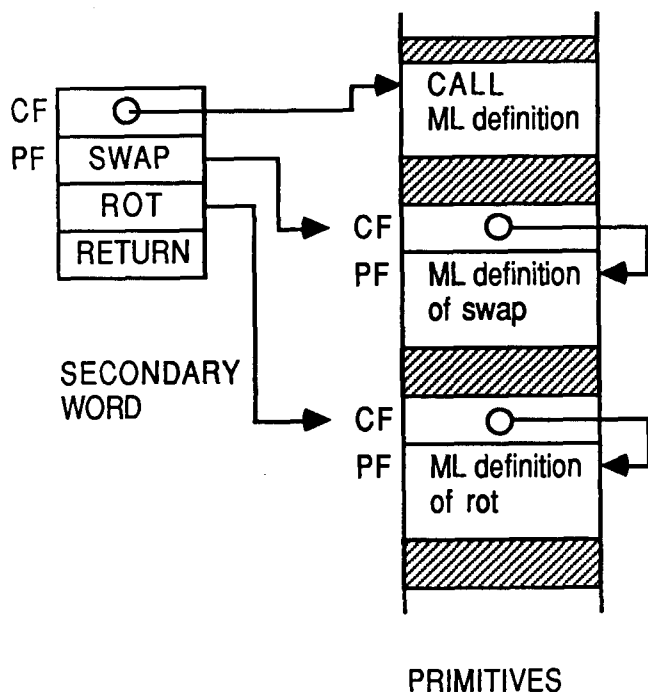 CF
PF SWAP
ROT
RETURN
SECONDARY
WORD
CALL
ML definition
CF
PF ML definition
of swap
CF
PF ML definition
of rot
PRIMITIVES